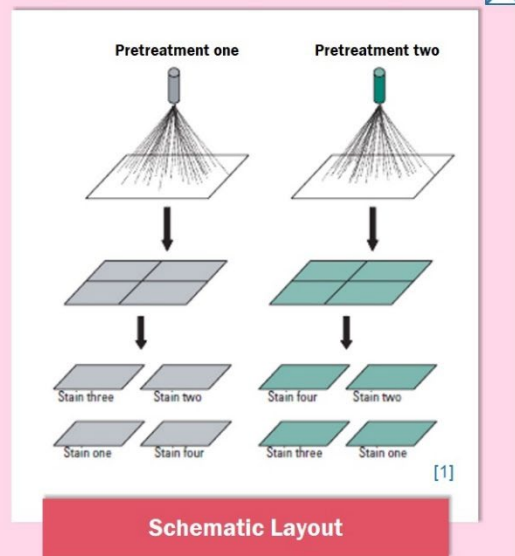 Pretreatment one Pretreatment two
Stain three Stain two Stain four Stain two
Stain one Stain four Stain three Stain one
[1]
Schematic Layout